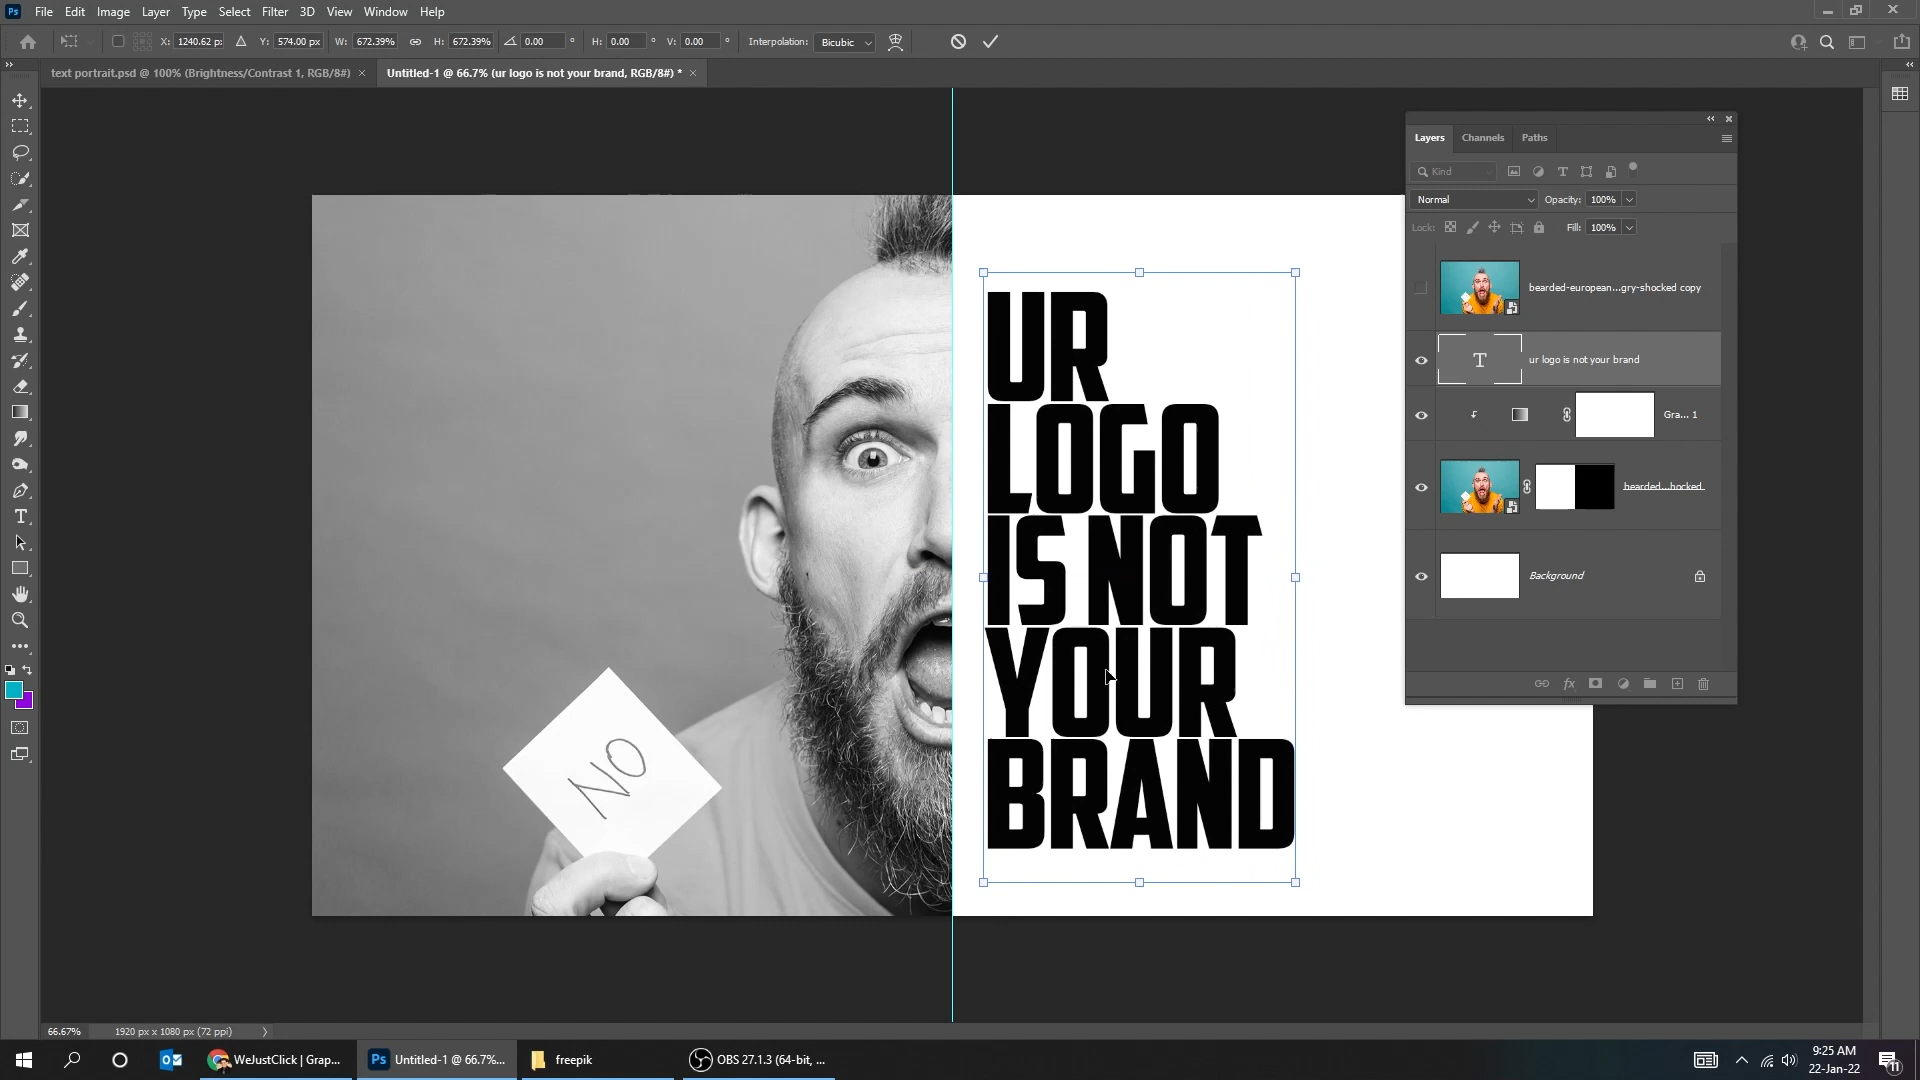 Ps File Edit Image Layer Type Select Filter 3D View Window Help
X: 1240.62 p: Y: 574.00 px W: 672.39% H: 672.39% 0.00 ° H: 0.00 ° V: 0.00 ° Interpolation: Bicubic
text portrait.psd @ 100% (Brightness/Contrast 1, RGB/8#) × Untitled-1 @ 66.7% (ur logo is not your brand, RGB/8#) * ×
UR
LOGO
IS NOT
YOUR
BRAND
NO
Layers Channels Paths
Kind
Normal Opacity: 100%
Lock: Fill: 100%
bearded-european...gry-shocked copy
T ur logo is not your brand
Gra... 1
bearded...hocked
Background
fx
66.67% 1920 px x 1080 px (72 ppi)
WeJustClick | Grap... Ps Untitled-1 @ 66.7%... freepik OBS 27.1.3 (64-bit, ...
9:25 AM
22-Jan-22
11